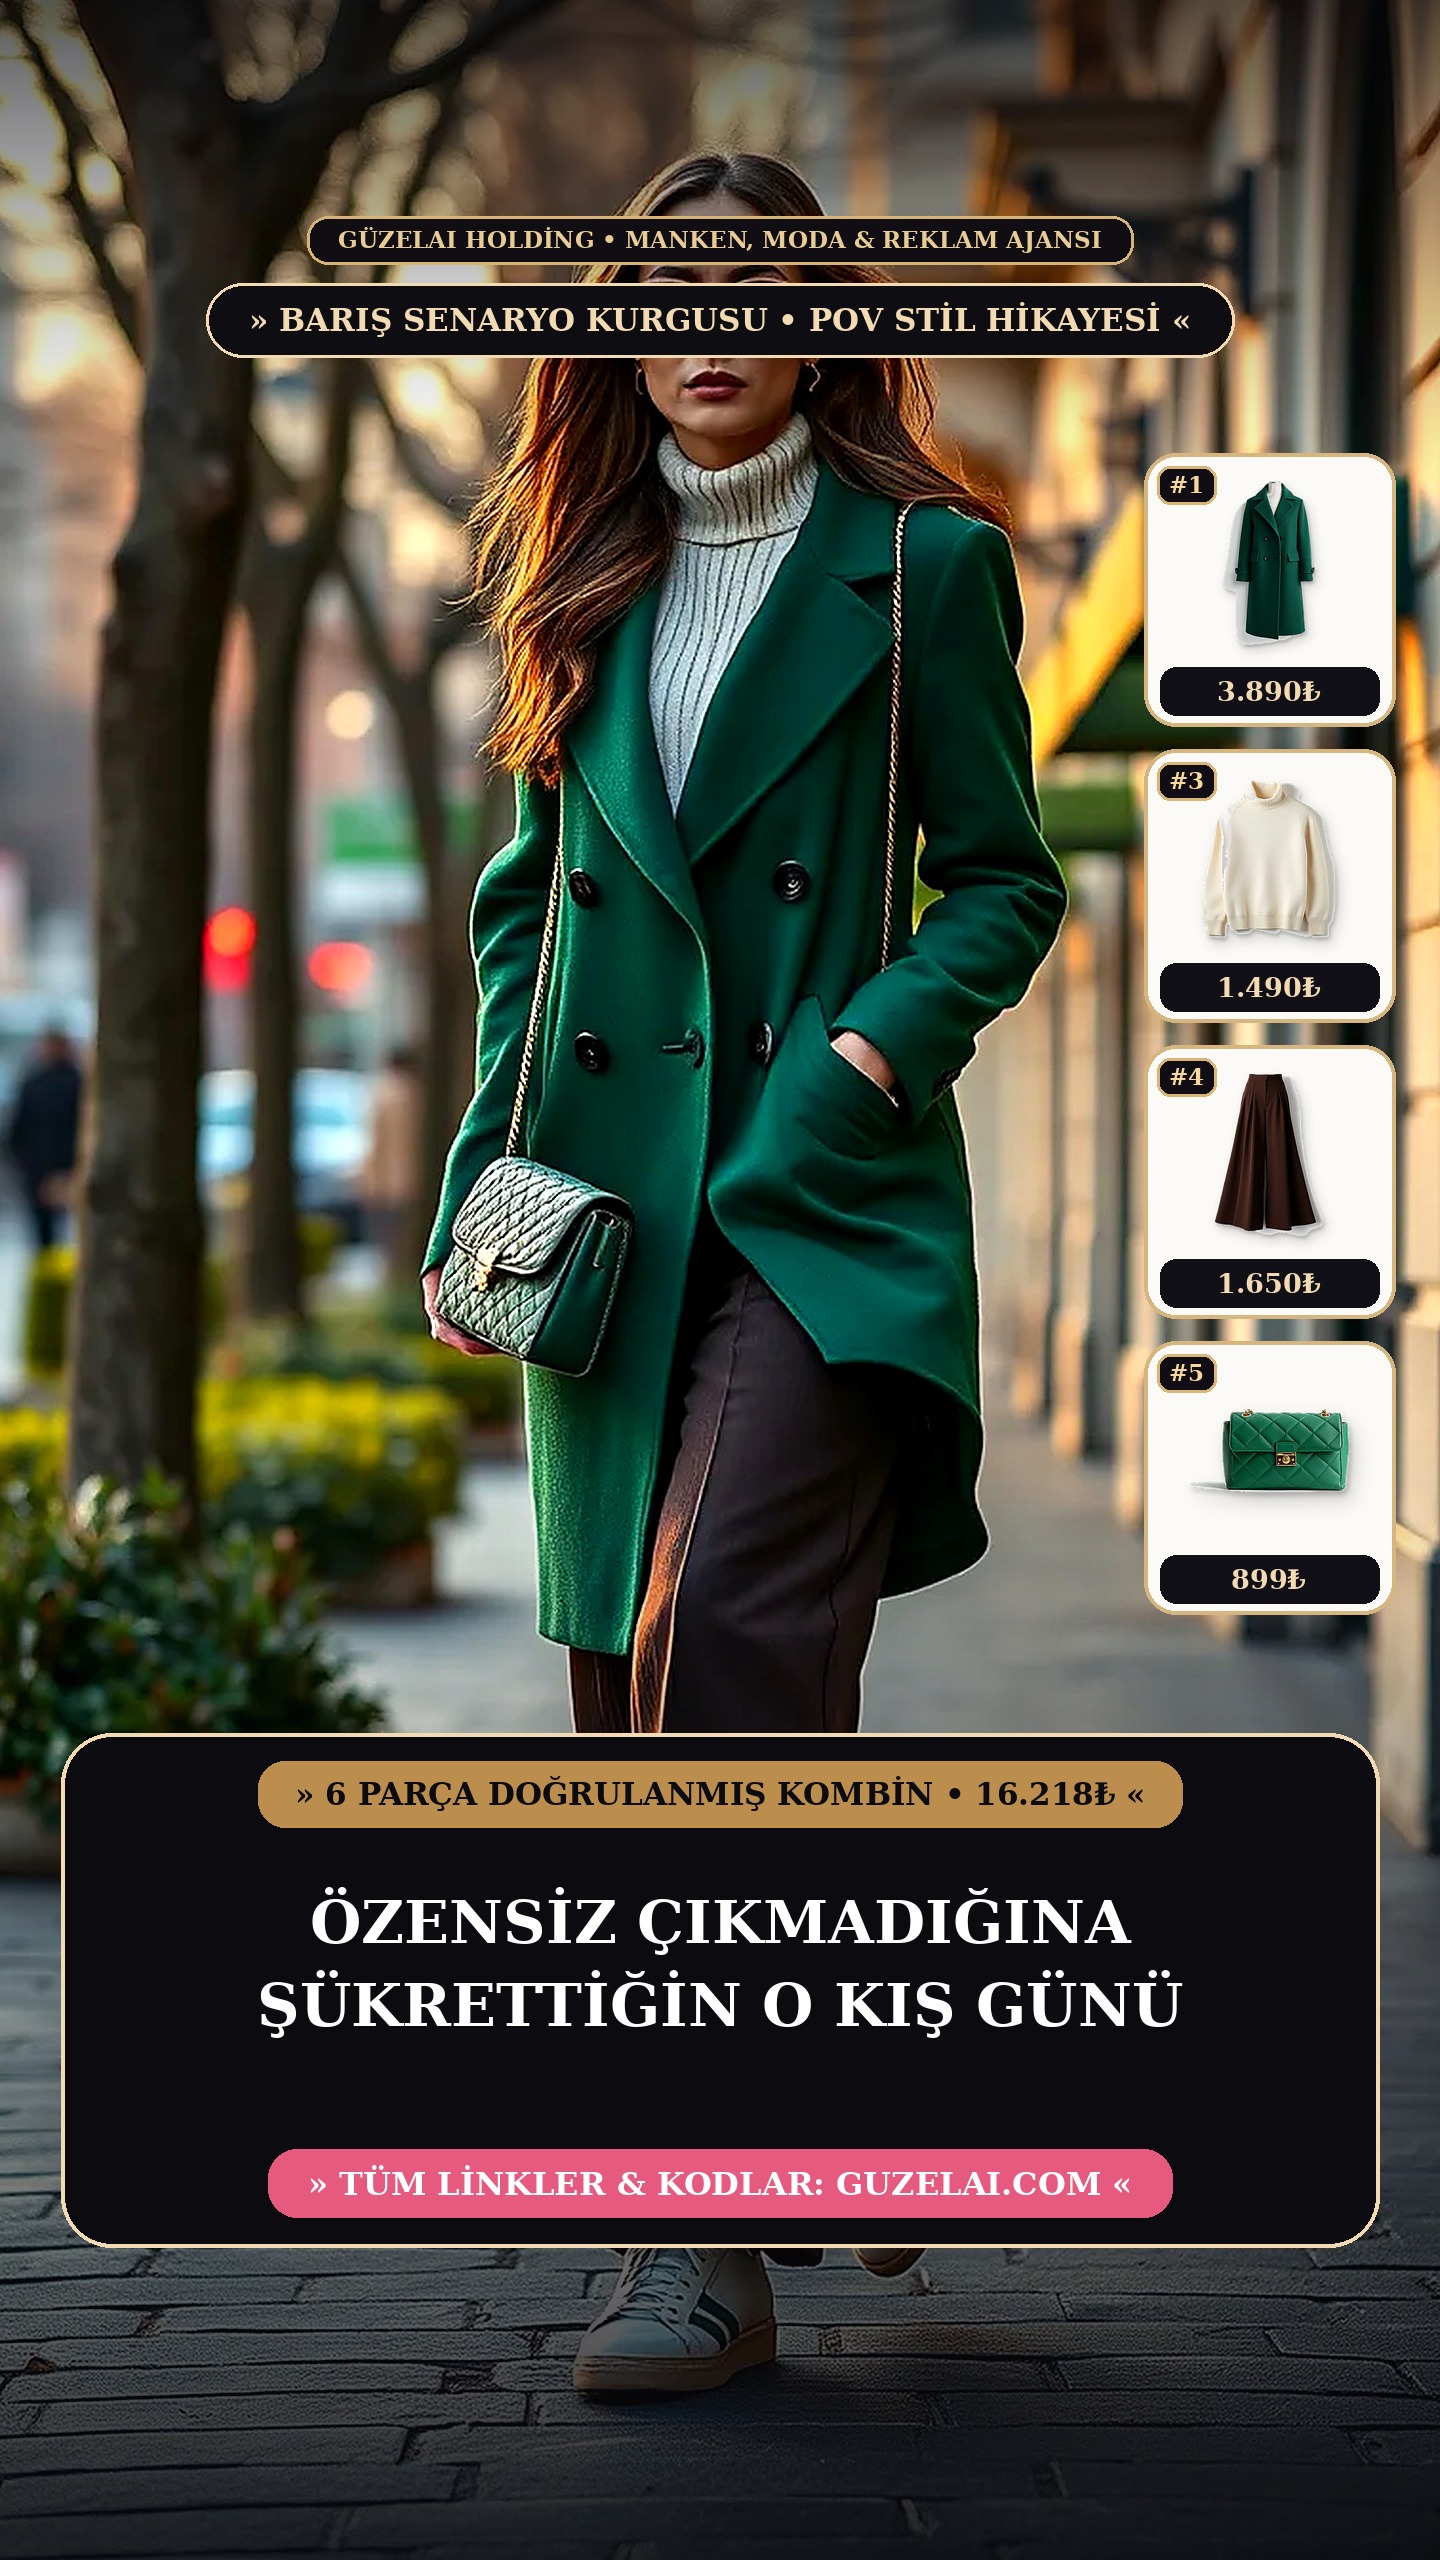 GÜZELAI HOLDİNG • MANKEN, MODA & REKLAM AJANSI
» BARIŞ SENARYO KURGUSU • POV STİL HİKAYESİ «
#1
3.890₺
#3
1.490₺
#4
1.650₺
#5
899₺
» 6 PARÇA DOĞRULANMIŞ KOMBİN • 16.218₺ «
ÖZENSİZ ÇIKMADIĞINA
ŞÜKRETTİĞİN O KIŞ GÜNÜ
» TÜM LİNKLER & KODLAR: GUZELAI.COM «